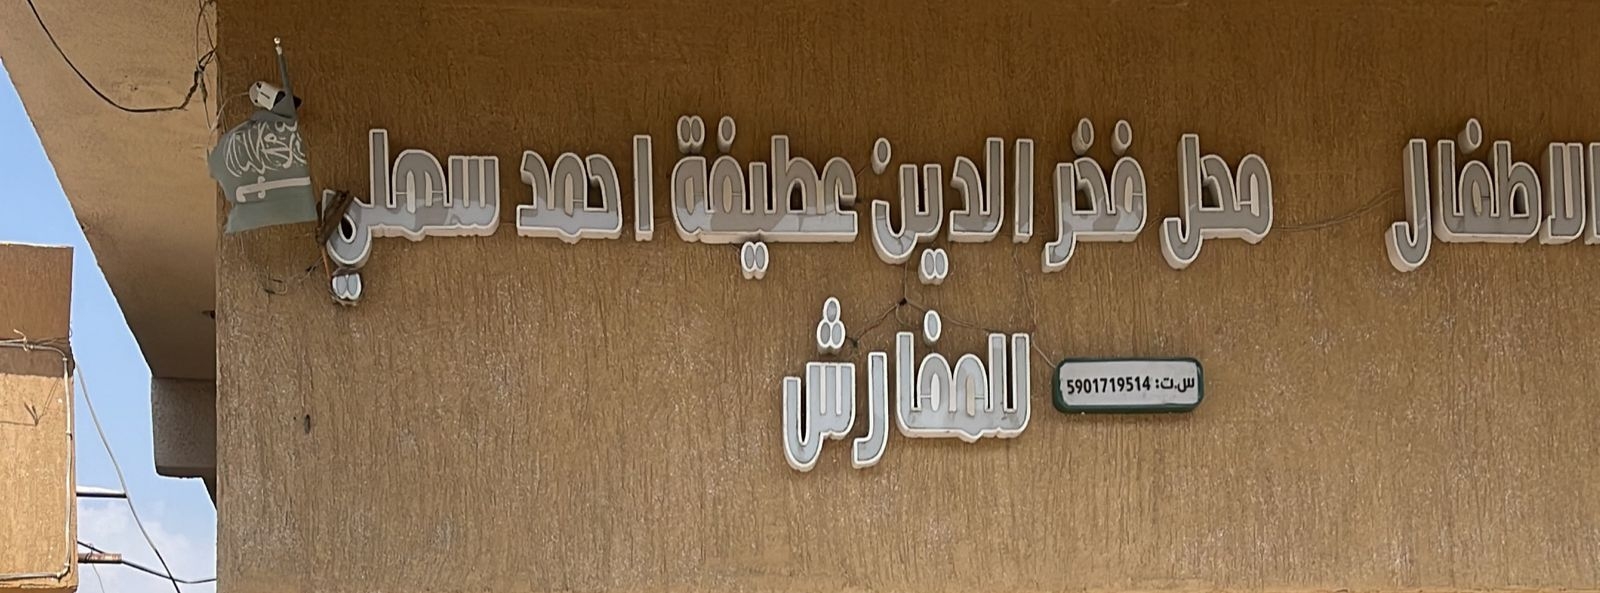 الاطفال
محل فخر الدين عطيفة احمد سهلي
للمفارش
س.ت: 5901719514